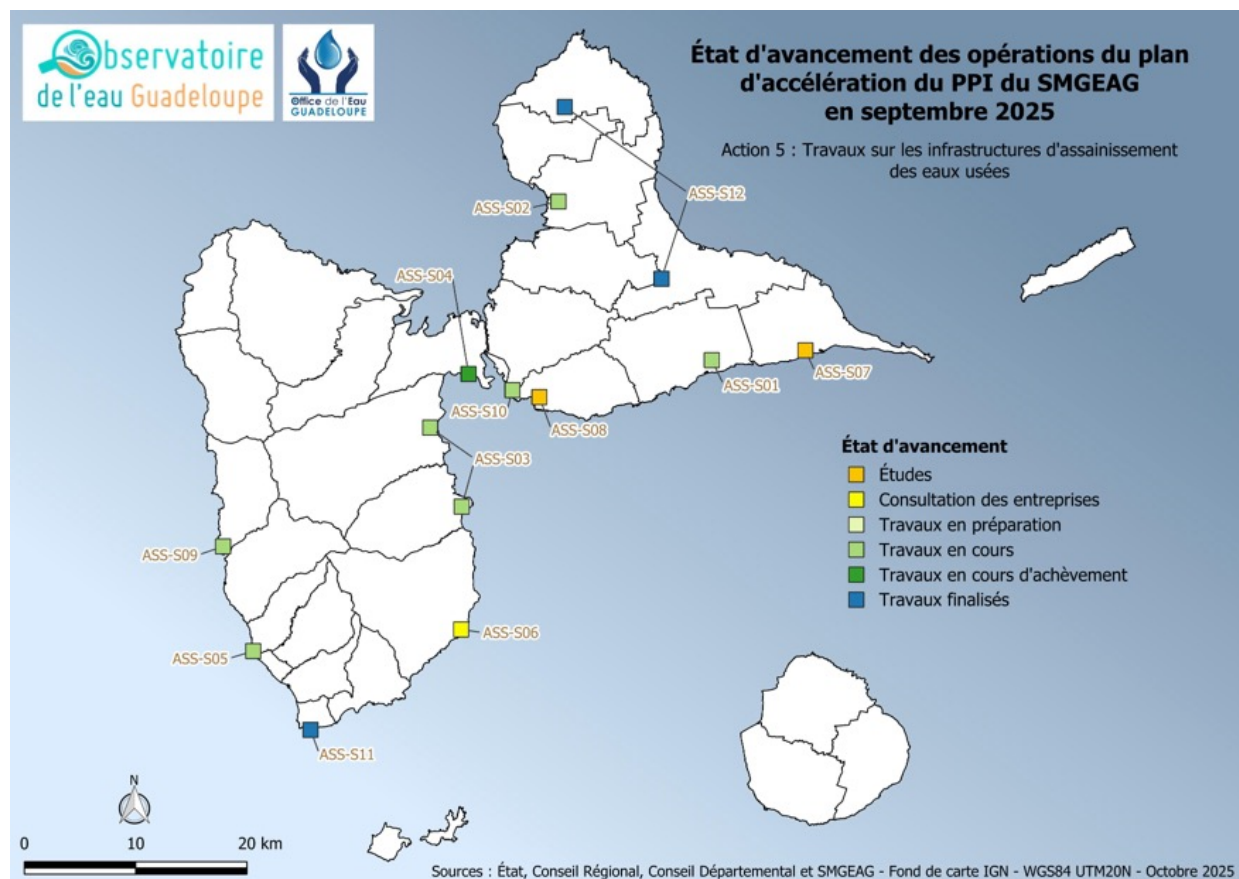 Observatoire
de l'eau Guadeloupe
Office de l'Eau
GUADELOUPE
État d'avancement des opérations du plan
d'accélération du PPI du SMGEAG
en septembre 2025
Action 5 : Travaux sur les infrastructures d'assainissement
des eaux usées
ASS-S12
ASS-S02
ASS-S04
ASS-S07
ASS-S01
ASS-S10
ASS-S08
ASS-S03
ASS-S09
ASS-S06
ASS-S05
ASS-S11
État d'avancement
Études
Consultation des entreprises
Travaux en préparation
Travaux en cours
Travaux en cours d'achèvement
Travaux finalisés
N
0 10 20 km
Sources : État, Conseil Régional, Conseil Départemental et SMGEAG - Fond de carte IGN - WGS84 UTM20N - Octobre 2025